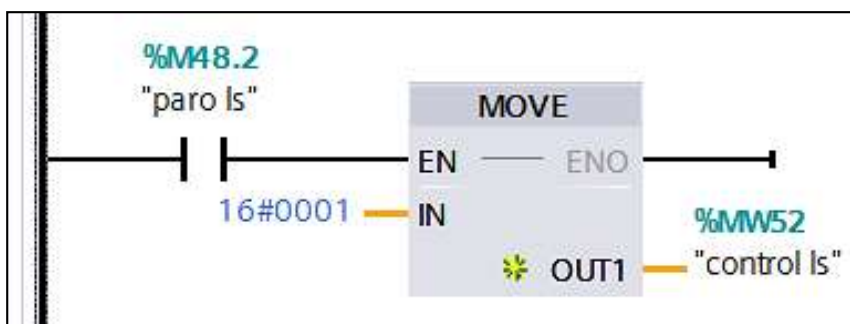 %M48.2
"paro ls"
MOVE
EN ENO
16#0001 IN
%MW52
OUT1 "control ls"